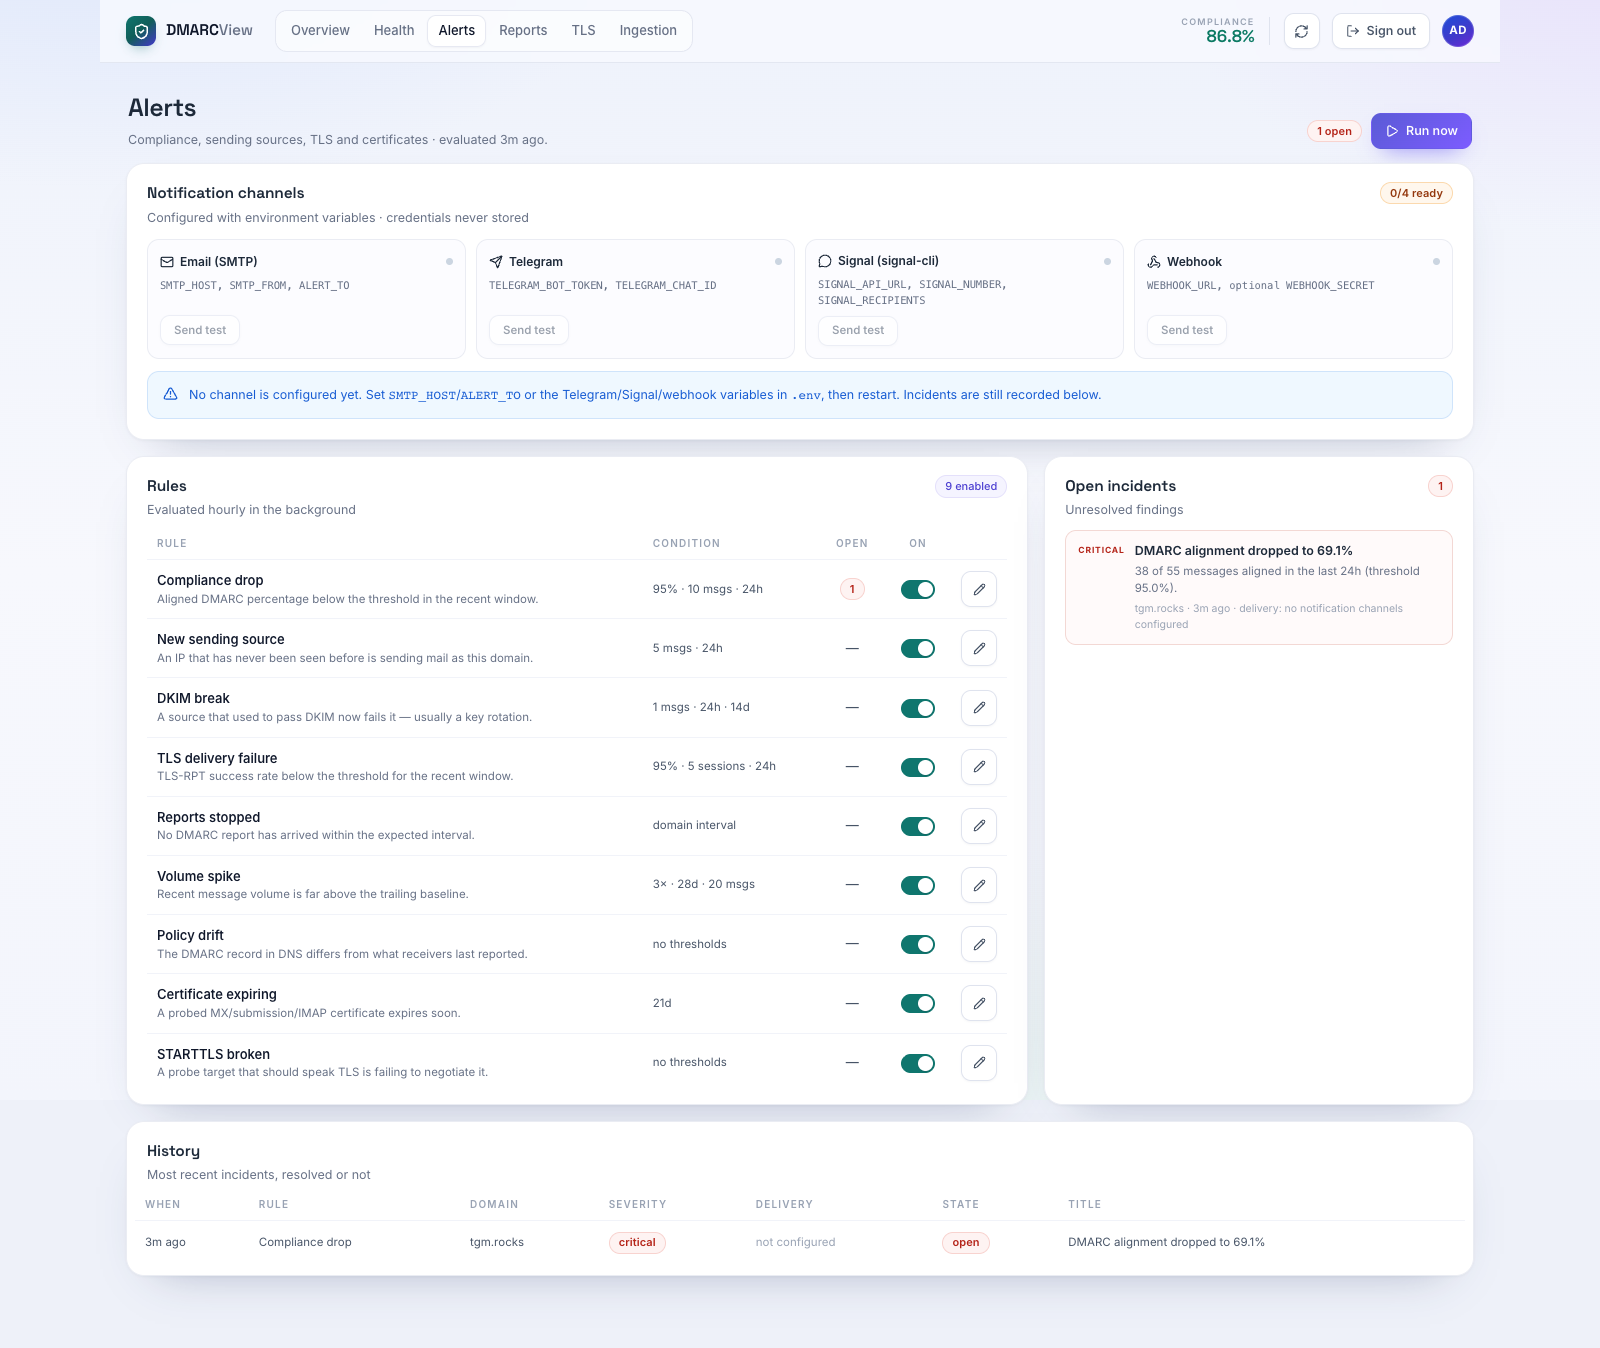 DMARCView
Overview
Health
Alerts
Reports
TLS
Ingestion
COMPLIANCE
86.8%
Sign out
AD
Alerts
Compliance, sending sources, TLS and certificates · evaluated 3m ago.
1 open
Run now
Notification channels
0/4 ready
Configured with environment variables · credentials never stored
Email (SMTP)
SMTP_HOST, SMTP_FROM, ALERT_TO
Send test
Telegram
TELEGRAM_BOT_TOKEN, TELEGRAM_CHAT_ID
Send test
Signal (signal-cli)
SIGNAL_API_URL, SIGNAL_NUMBER,
SIGNAL_RECIPIENTS
Send test
Webhook
WEBHOOK_URL, optional WEBHOOK_SECRET
Send test
No channel is configured yet. Set SMTP_HOST/ALERT_TO or the Telegram/Signal/webhook variables in .env, then restart. Incidents are still recorded below.
Rules
9 enabled
Evaluated hourly in the background
RULE CONDITION OPEN ON
Compliance drop
Aligned DMARC percentage below the threshold in the recent window.
95% · 10 msgs · 24h
1
New sending source
An IP that has never been seen before is sending mail as this domain.
5 msgs · 24h
—
DKIM break
A source that used to pass DKIM now fails it — usually a key rotation.
1 msgs · 24h · 14d
—
TLS delivery failure
TLS-RPT success rate below the threshold for the recent window.
95% · 5 sessions · 24h
—
Reports stopped
No DMARC report has arrived within the expected interval.
domain interval
—
Volume spike
Recent message volume is far above the trailing baseline.
3× · 28d · 20 msgs
—
Policy drift
The DMARC record in DNS differs from what receivers last reported.
no thresholds
—
Certificate expiring
A probed MX/submission/IMAP certificate expires soon.
21d
—
STARTTLS broken
A probe target that should speak TLS is failing to negotiate it.
no thresholds
—
Open incidents
1
Unresolved findings
CRITICAL
DMARC alignment dropped to 69.1%
38 of 55 messages aligned in the last 24h (threshold
95.0%).
tgm.rocks · 3m ago · delivery: no notification channels
configured
History
Most recent incidents, resolved or not
WHEN RULE DOMAIN SEVERITY DELIVERY STATE TITLE
3m ago Compliance drop tgm.rocks critical not configured open DMARC alignment dropped to 69.1%